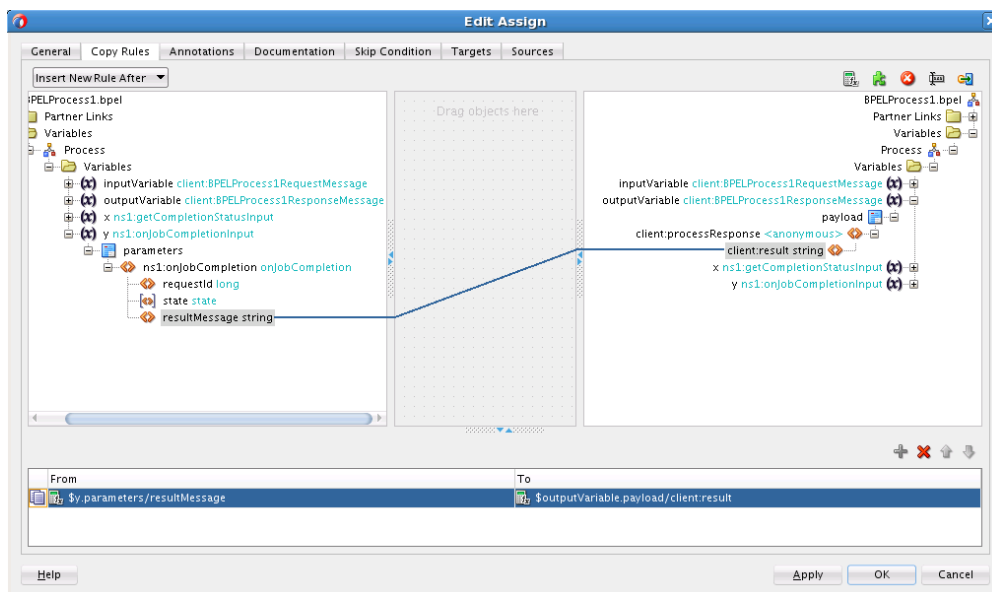 Edit Assign
General Copy Rules Annotations Documentation Skip Condition Targets Sources
Insert New Rule After
BPELProcess1.bpel
Partner Links
Variables
Process
Variables
inputVariable client:BPELProcess1RequestMessage
outputVariable client:BPELProcess1ResponseMessage
x ns1:getCompletionStatusInput
y ns1:onJobCompletionInput
parameters
ns1:onJobCompletion onJobCompletion
requestId long
state state
resultMessage string
Drag objects here
BPELProcess1.bpel
Partner Links
Variables
Process
Variables
inputVariable client:BPELProcess1RequestMessage
outputVariable client:BPELProcess1ResponseMessage
payload
client:processResponse <anonymous>
client:result string
x ns1:getCompletionStatusInput
y ns1:onJobCompletionInput
From To
$y.parameters/resultMessage $outputVariable.payload/client:result
Help Apply OK Cancel